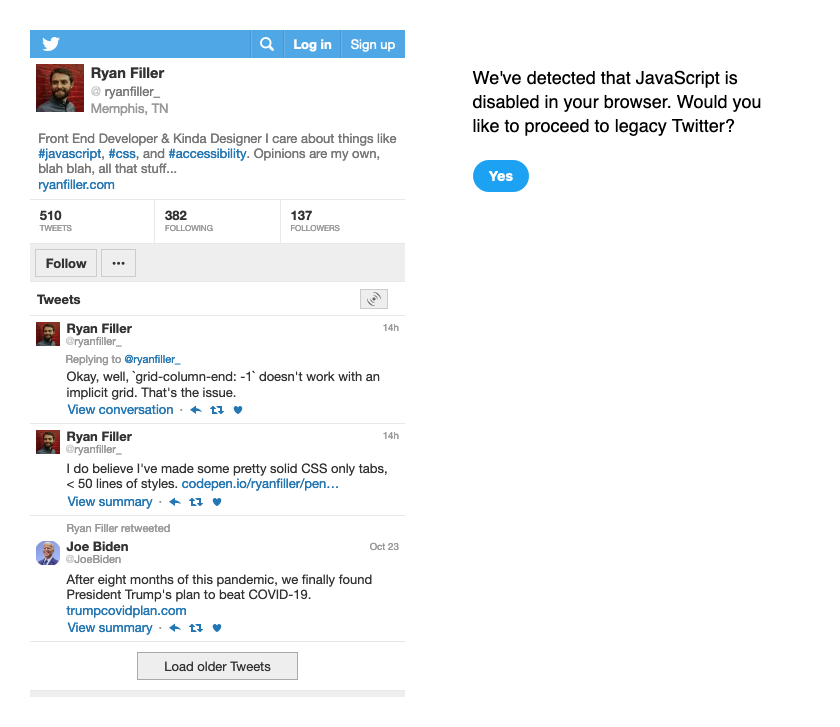 Log in
Sign up
Ryan Filler
@ ryanfiller_
Memphis, TN
Front End Developer & Kinda Designer I care about things like
#javascript, #css, and #accessibility. Opinions are my own,
blah blah, all that stuff...
ryanfiller.com
510
TWEETS
382
FOLLOWING
137
FOLLOWERS
Follow
···
Tweets
Ryan Filler
14h
@ryanfiller_
Replying to @ryanfiller_
Okay, well, `grid-column-end: -1` doesn't work with an
implicit grid. That's the issue.
View conversation ·
Ryan Filler
14h
@ryanfiller_
I do believe I've made some pretty solid CSS only tabs,
< 50 lines of styles. codepen.io/ryanfiller/pen…
View summary ·
Ryan Filler retweeted
Joe Biden
Oct 23
@JoeBiden
After eight months of this pandemic, we finally found
President Trump's plan to beat COVID-19.
trumpcovidplan.com
View summary ·
Load older Tweets
We've detected that JavaScript is
disabled in your browser. Would you
like to proceed to legacy Twitter?
Yes